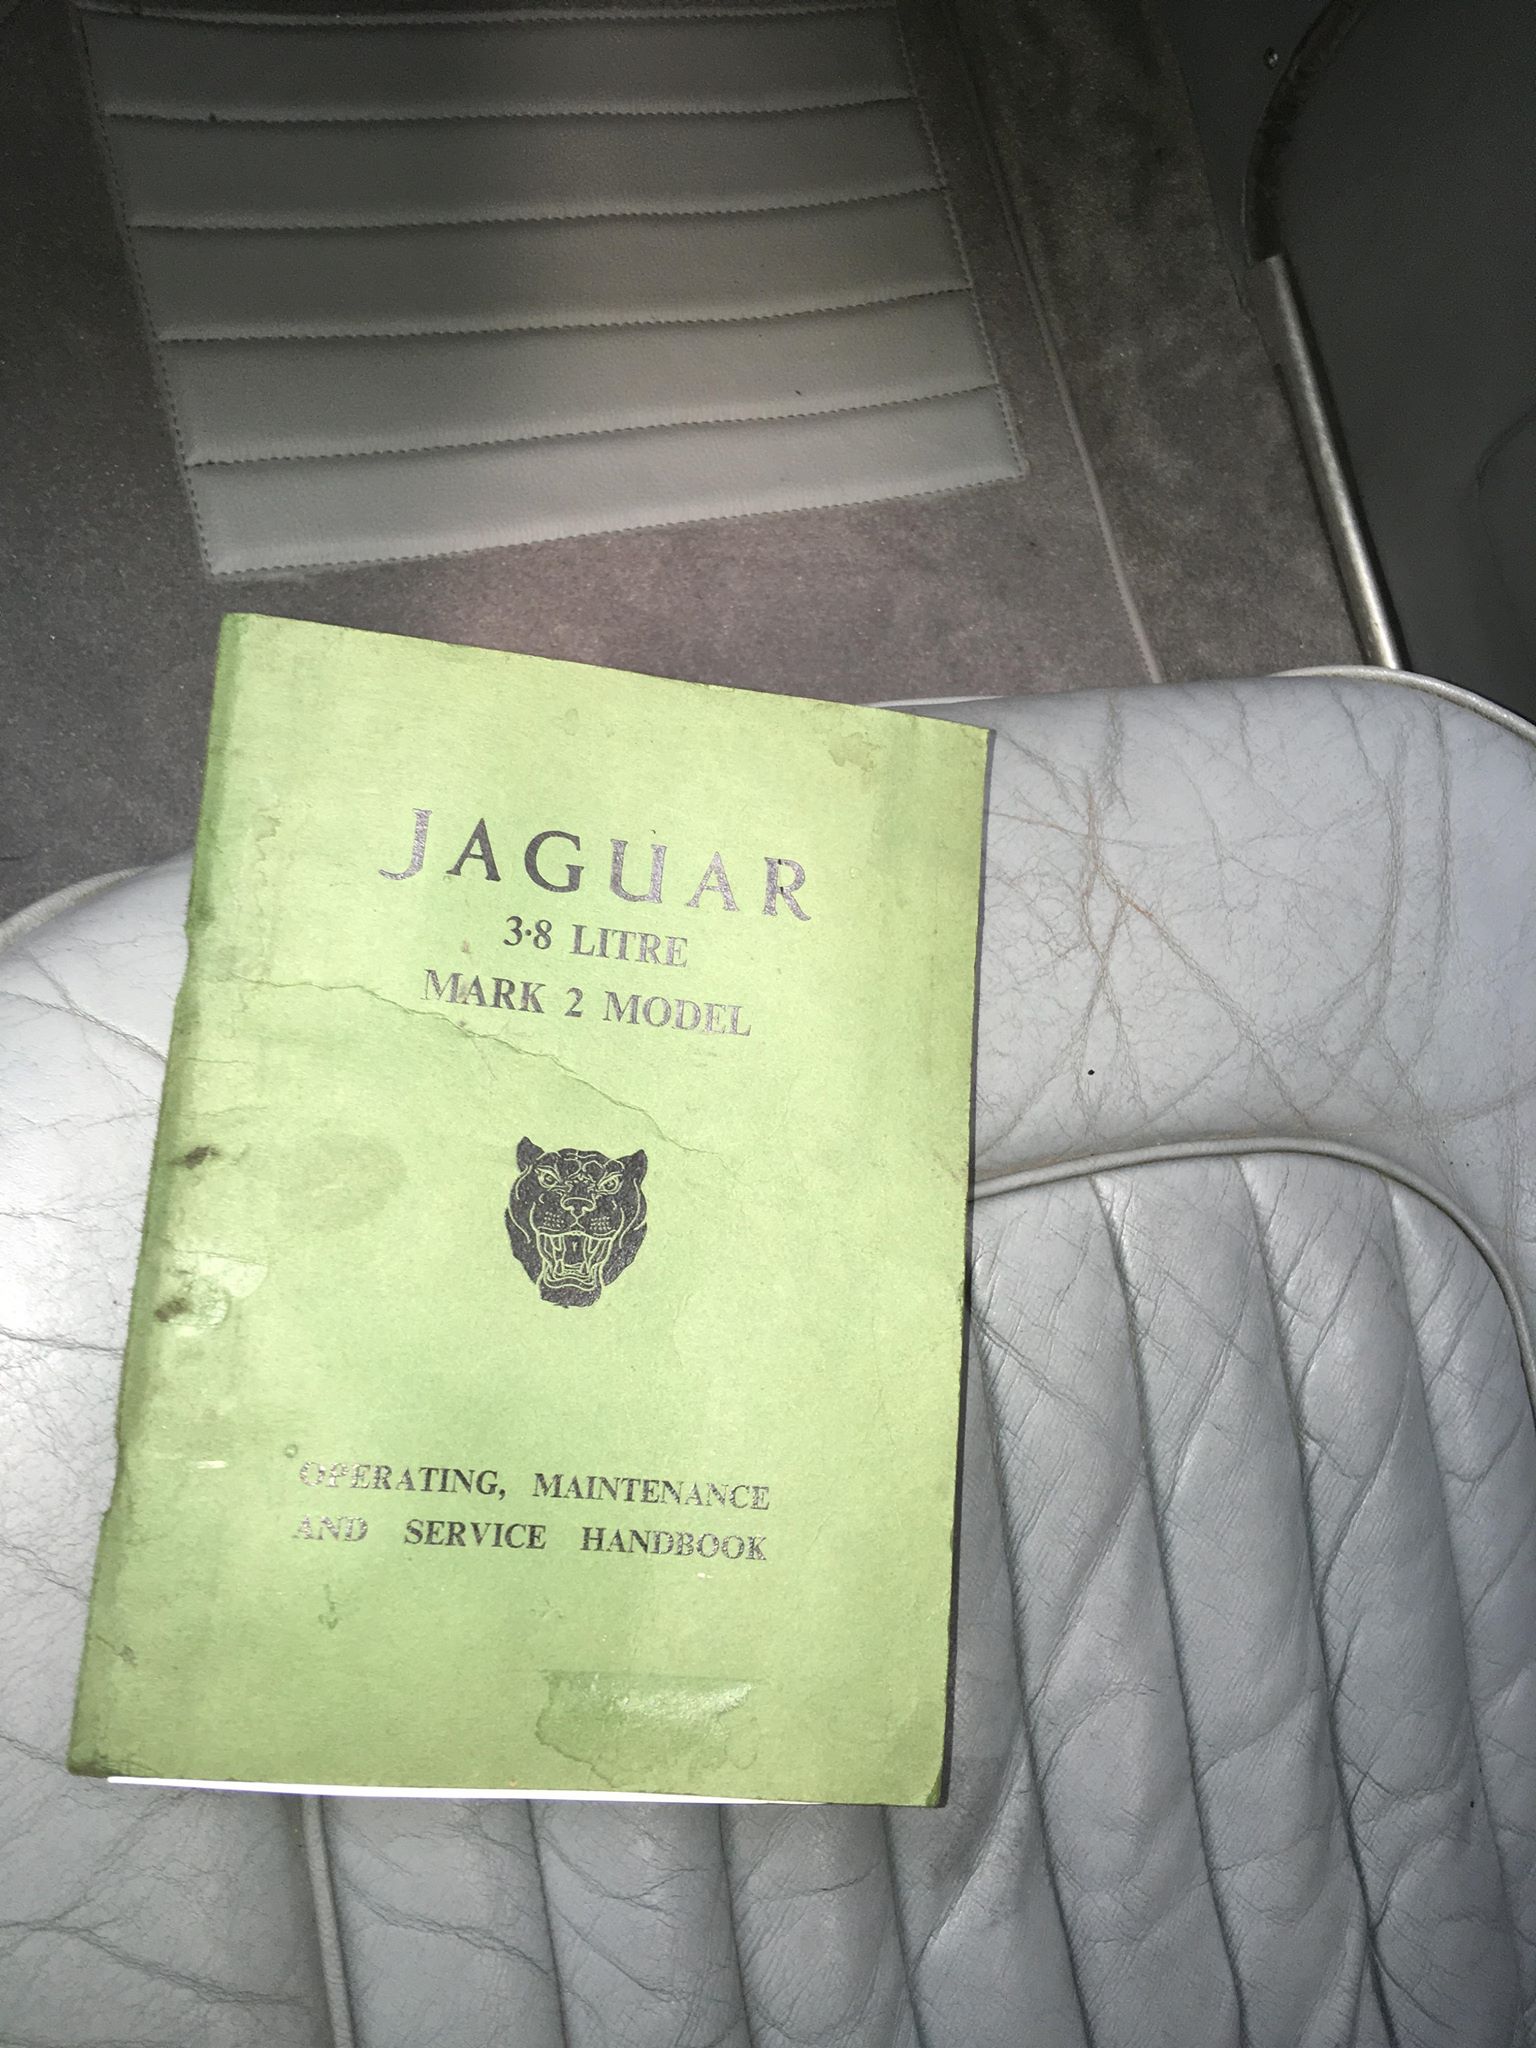 JAGUAR
3·8 LITRE
MARK 2 MODEL
OPERATING, MAINTENANCE
AND SERVICE HANDBOOK